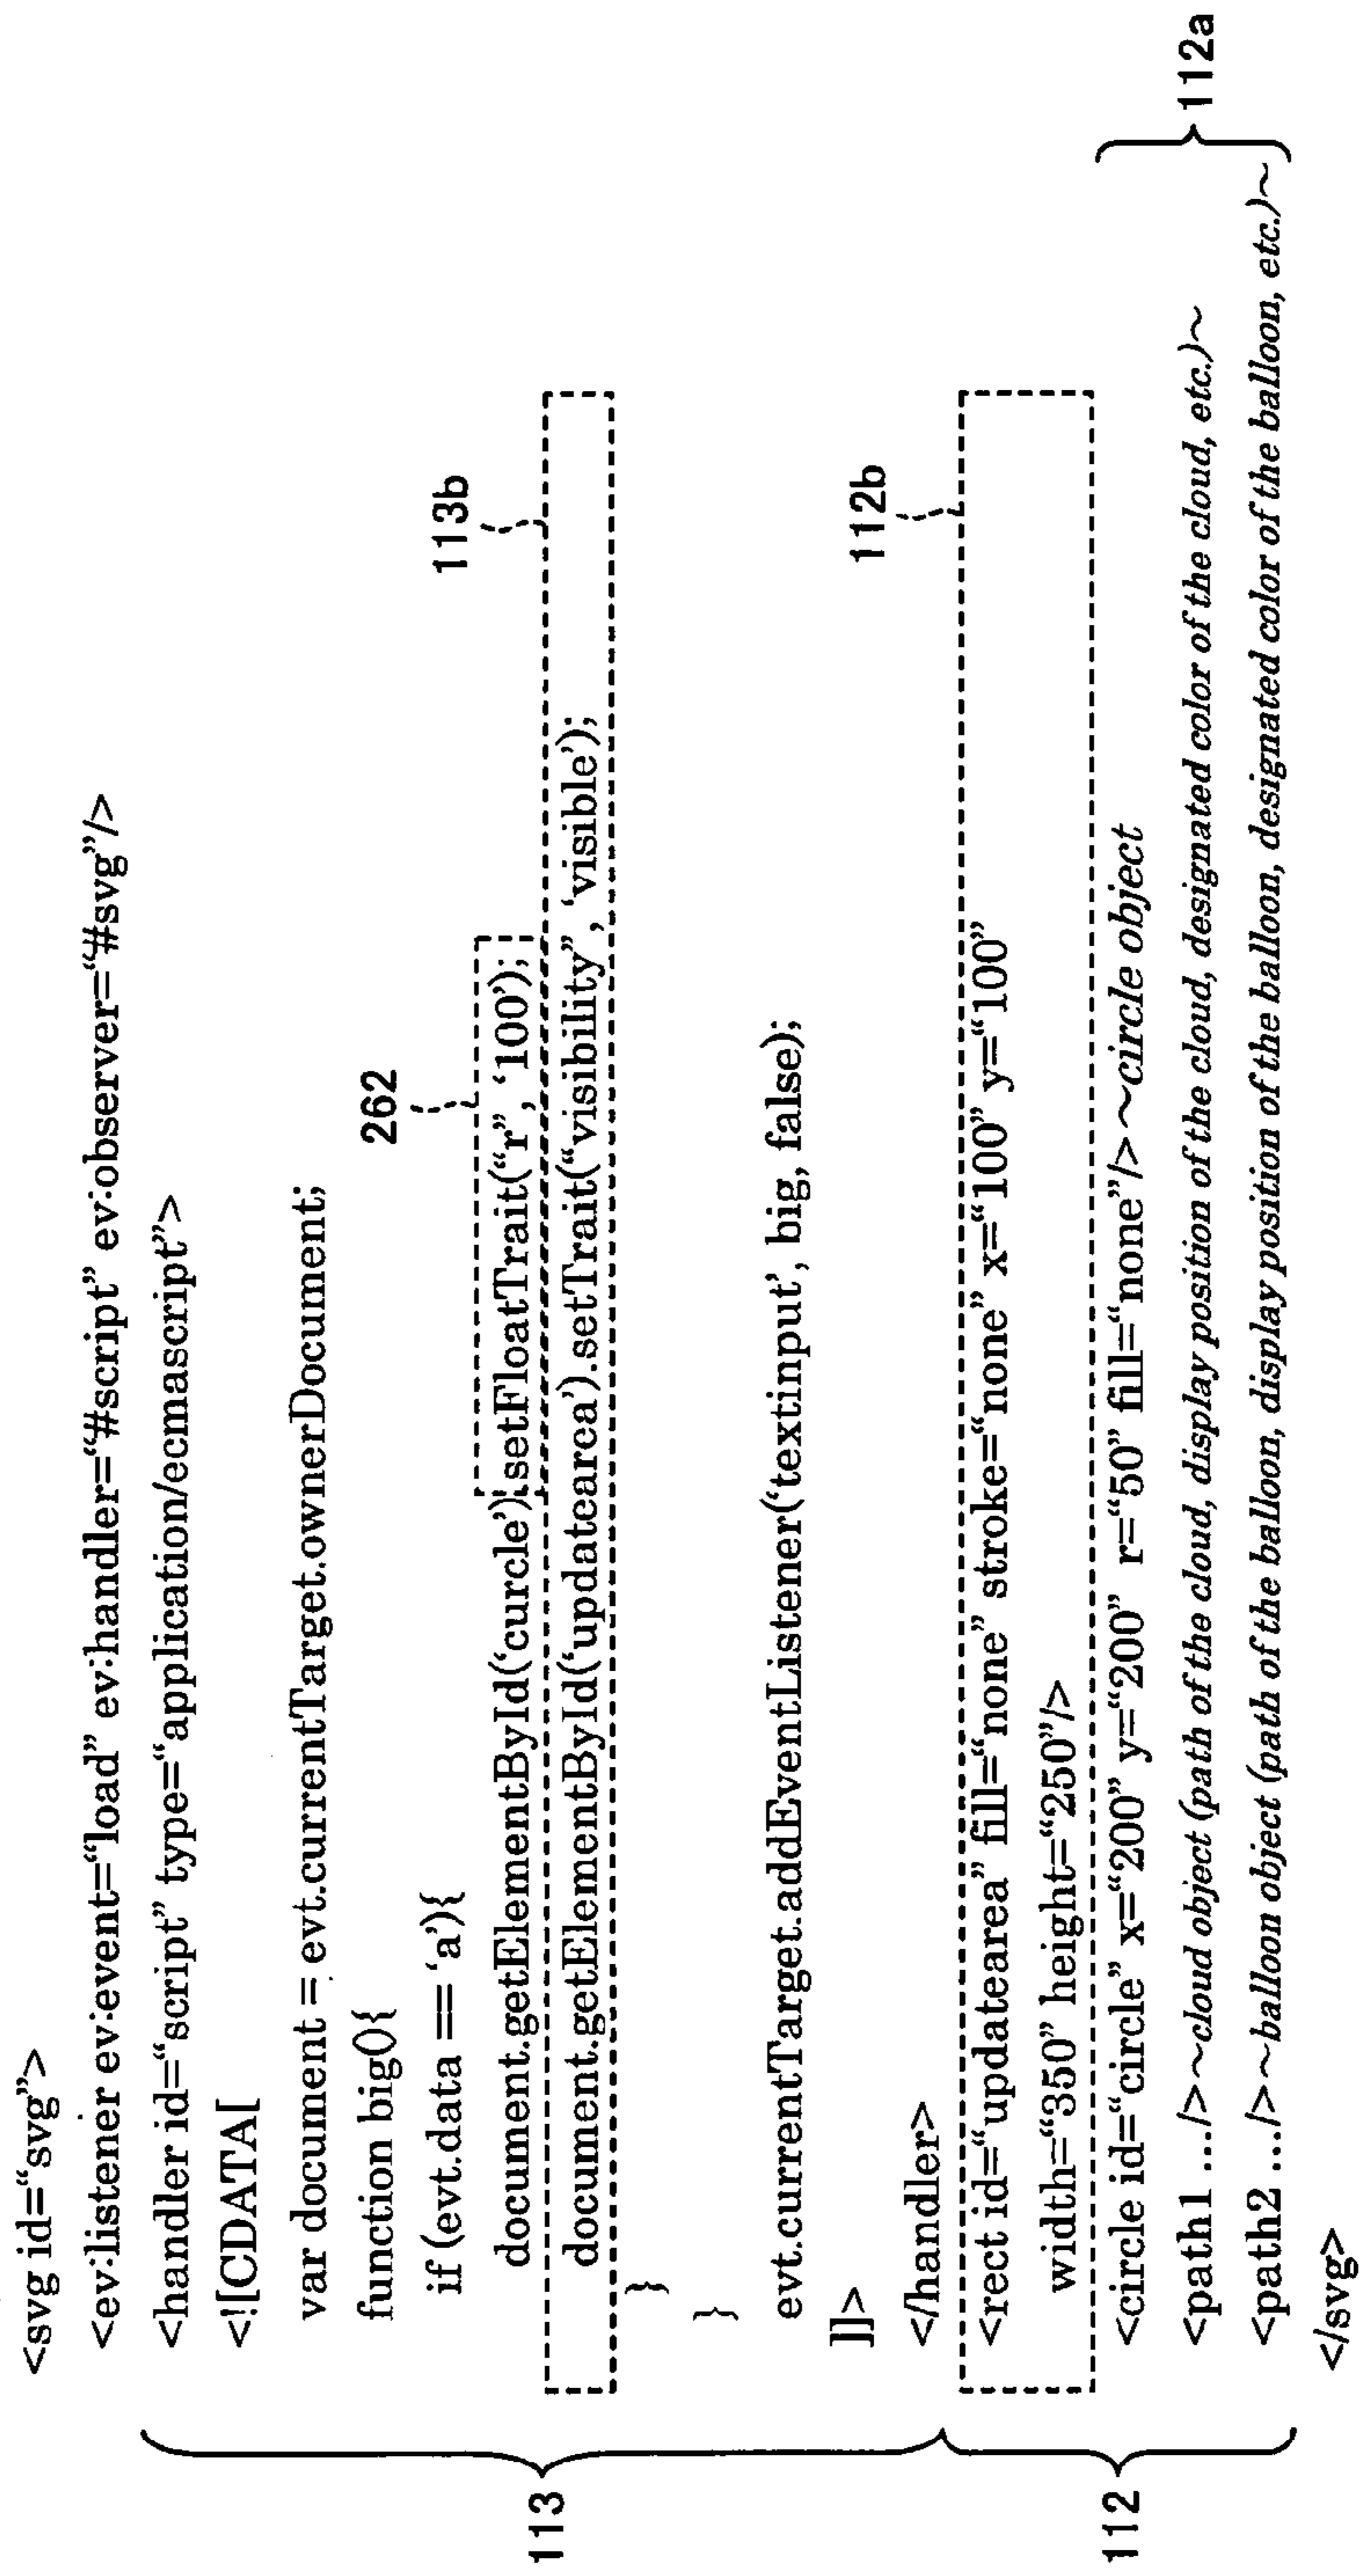 <svg id=“svg”>
<ev:listener ev:event=“load” ev:handler=“#script” ev:observer=“#svg”/>
<handler id=“script” type=“application/ecmascript”>
<![CDATA[
var document = evt.currentTarget.ownerDocument;
function big(){
262
if (evt.data == ‘a’){
113b
document.getElementById(‘curcle’).setFloatTrait(“r”, ‘100’);
document.getElementById(‘updatearca’).setTrait(“visibility”, ‘visible’);
113
}
}
evt.currentTarget.addEventListener(‘textinput’, big, false);
]]>
112b
</handler>
<rect id=“updatearea” fill=“none” stroke=“none” x=“100” y=“100”
width=“350” height=“250”/>
112
<circle id=“circle” x=“200” y=“200” r=“50” fill=“none”/>~circle object
<path1 .../>~cloud object (path of the cloud, display position of the cloud, designated color of the cloud, etc.)~
112a
<path2 .../>~balloon object (path of the balloon, display position of the balloon, designated color of the balloon, etc.)~
</svg>